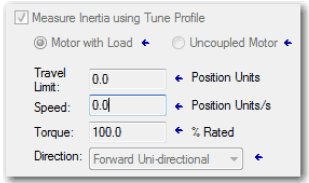 Measure Inertia using Tune Profile
Motor with Load Uncoupled Motor
Travel Limit: 0.0 Position Units
Speed: 0.0 Position Units/s
Torque: 100.0 % Rated
Direction: Forward Uni-directional